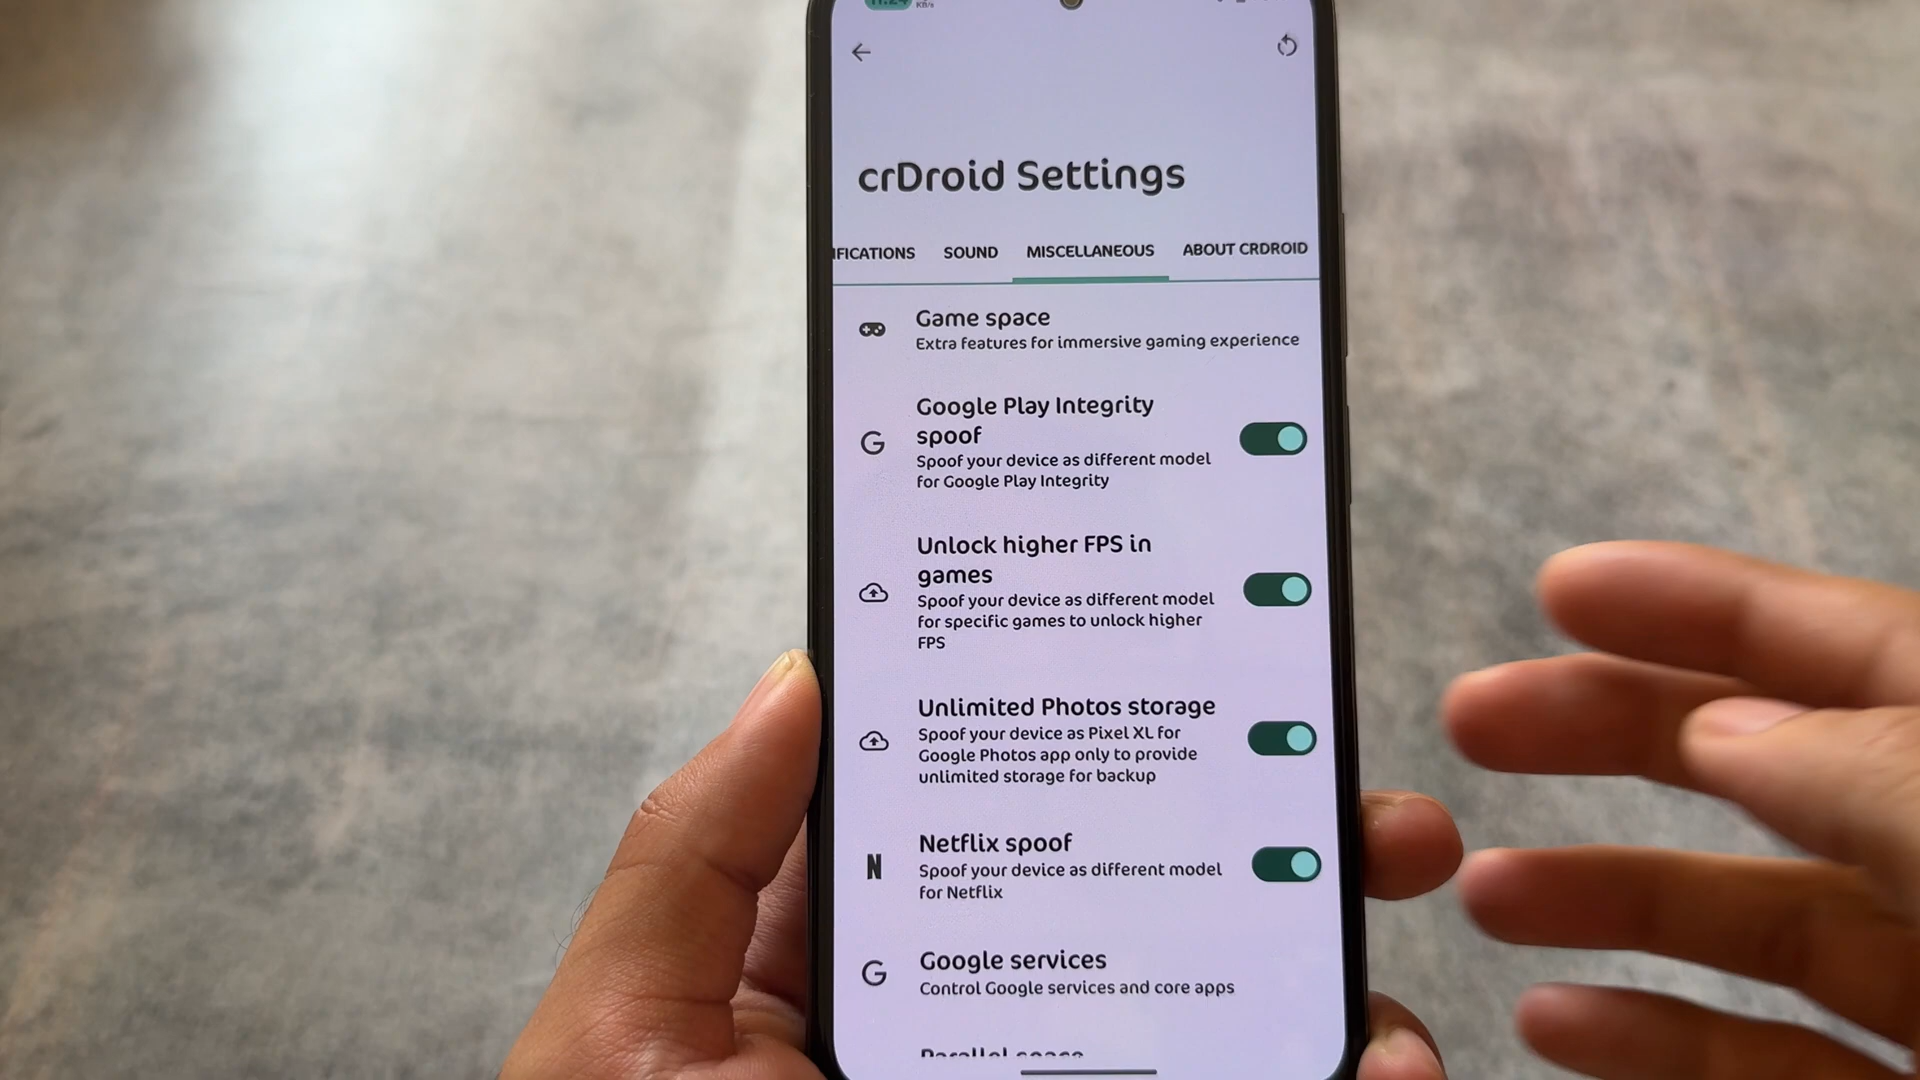 11:24 KB/s
crDroid Settings
IFICATIONS SOUND MISCELLANEOUS ABOUT CRDROID
Game space
Extra features for immersive gaming experience
Google Play Integrity
spoof
Spoof your device as different model
for Google Play Integrity
Unlock higher FPS in
games
Spoof your device as different model
for specific games to unlock higher
FPS
Unlimited Photos storage
Spoof your device as Pixel XL for
Google Photos app only to provide
unlimited storage for backup
N
Netflix spoof
Spoof your device as different model
for Netflix
Google services
Control Google services and core apps
Parallel space